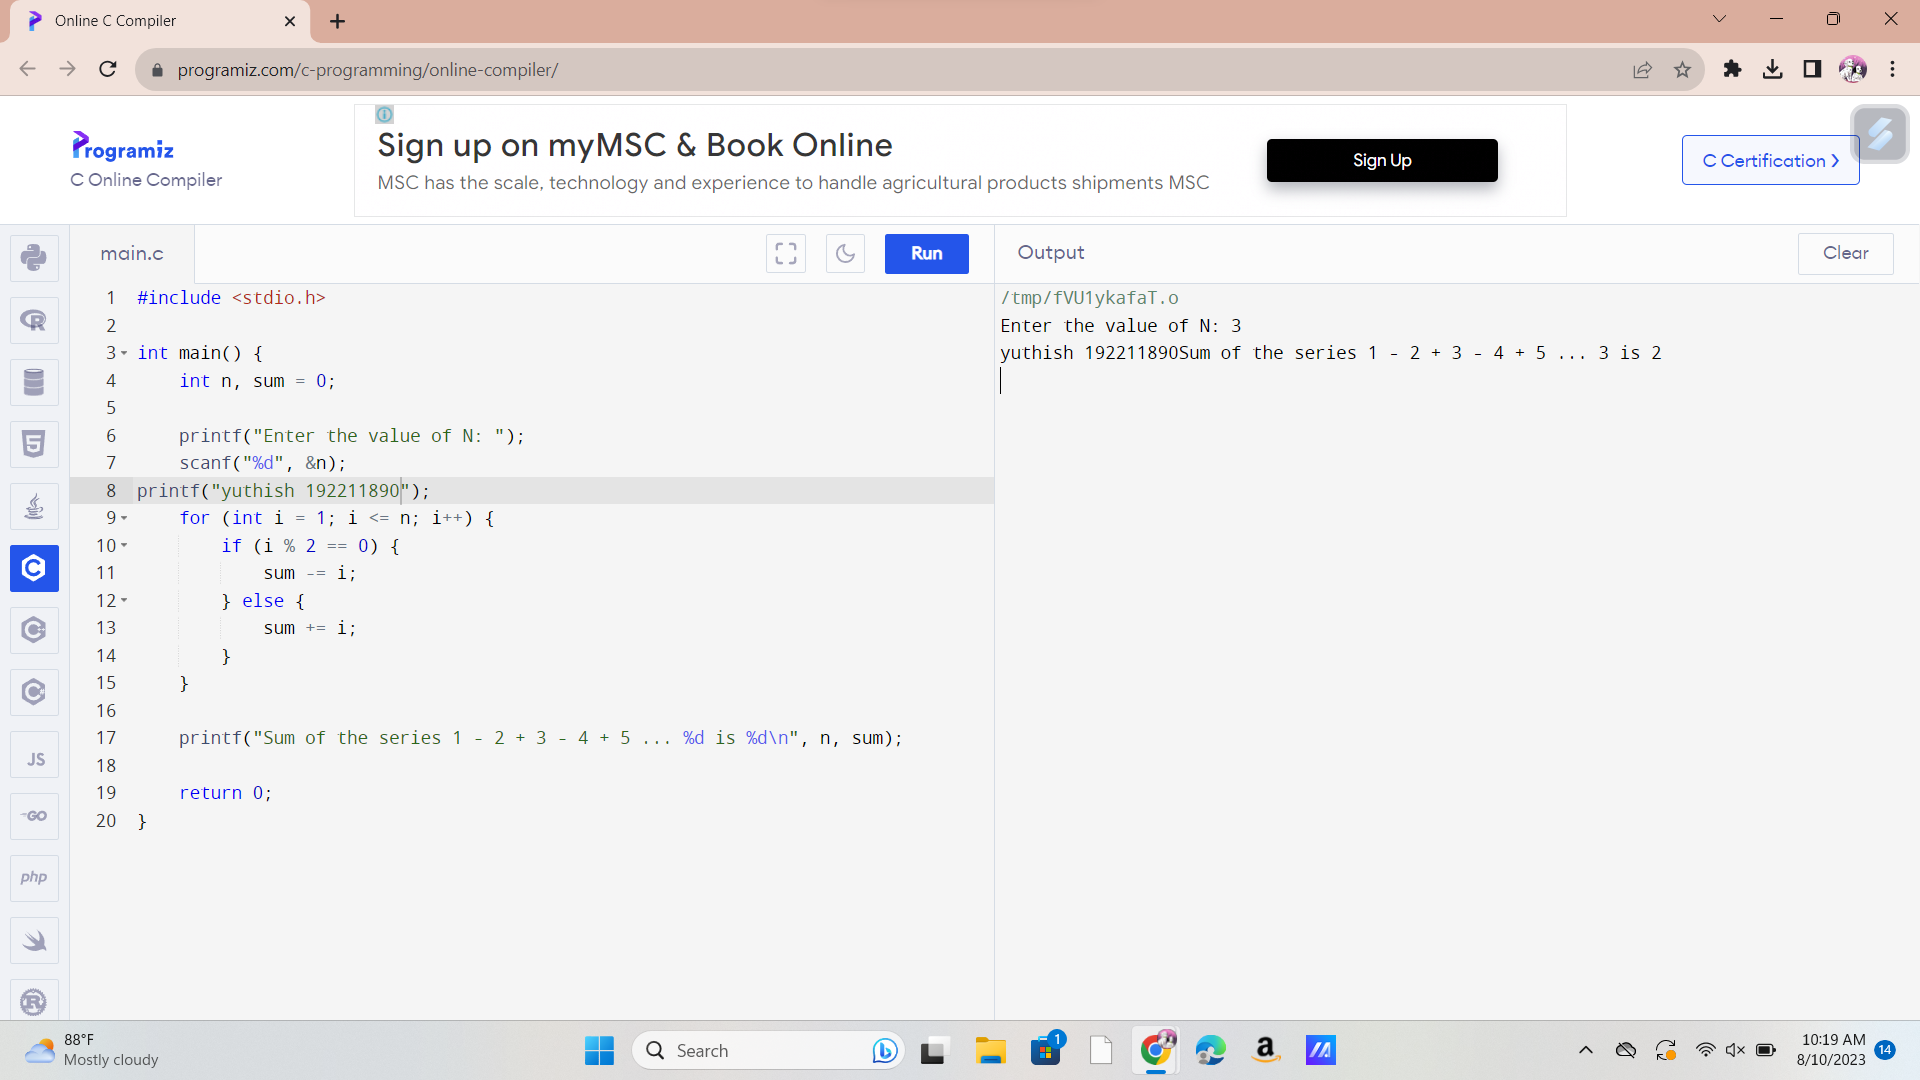 Online C Compiler
programiz.com/c-programming/online-compiler/
Programiz
C Online Compiler
Sign up on myMSC & Book Online
MSC has the scale, technology and experience to handle agricultural products shipments MSC
Sign Up
C Certification >
main.c
Run
Output
Clear
1 #include <stdio.h>
2
3 int main() {
4 int n, sum = 0;
5
6 printf("Enter the value of N: ");
7 scanf("%d", &n);
8 printf("yuthish 192211890");
9 for (int i = 1; i <= n; i++) {
10 if (i % 2 == 0) {
11 sum -= i;
12 } else {
13 sum += i;
14 }
15 }
16
17 printf("Sum of the series 1 - 2 + 3 - 4 + 5 ... %d is %d\n", n, sum);
18
19 return 0;
20 }
/tmp/fVU1ykafaT.o
Enter the value of N: 3
yuthish 192211890Sum of the series 1 - 2 + 3 - 4 + 5 ... 3 is 2
R
5
C
JS
GO
php
R
88°F
Mostly cloudy
Search
1
a
10:19 AM
8/10/2023
14